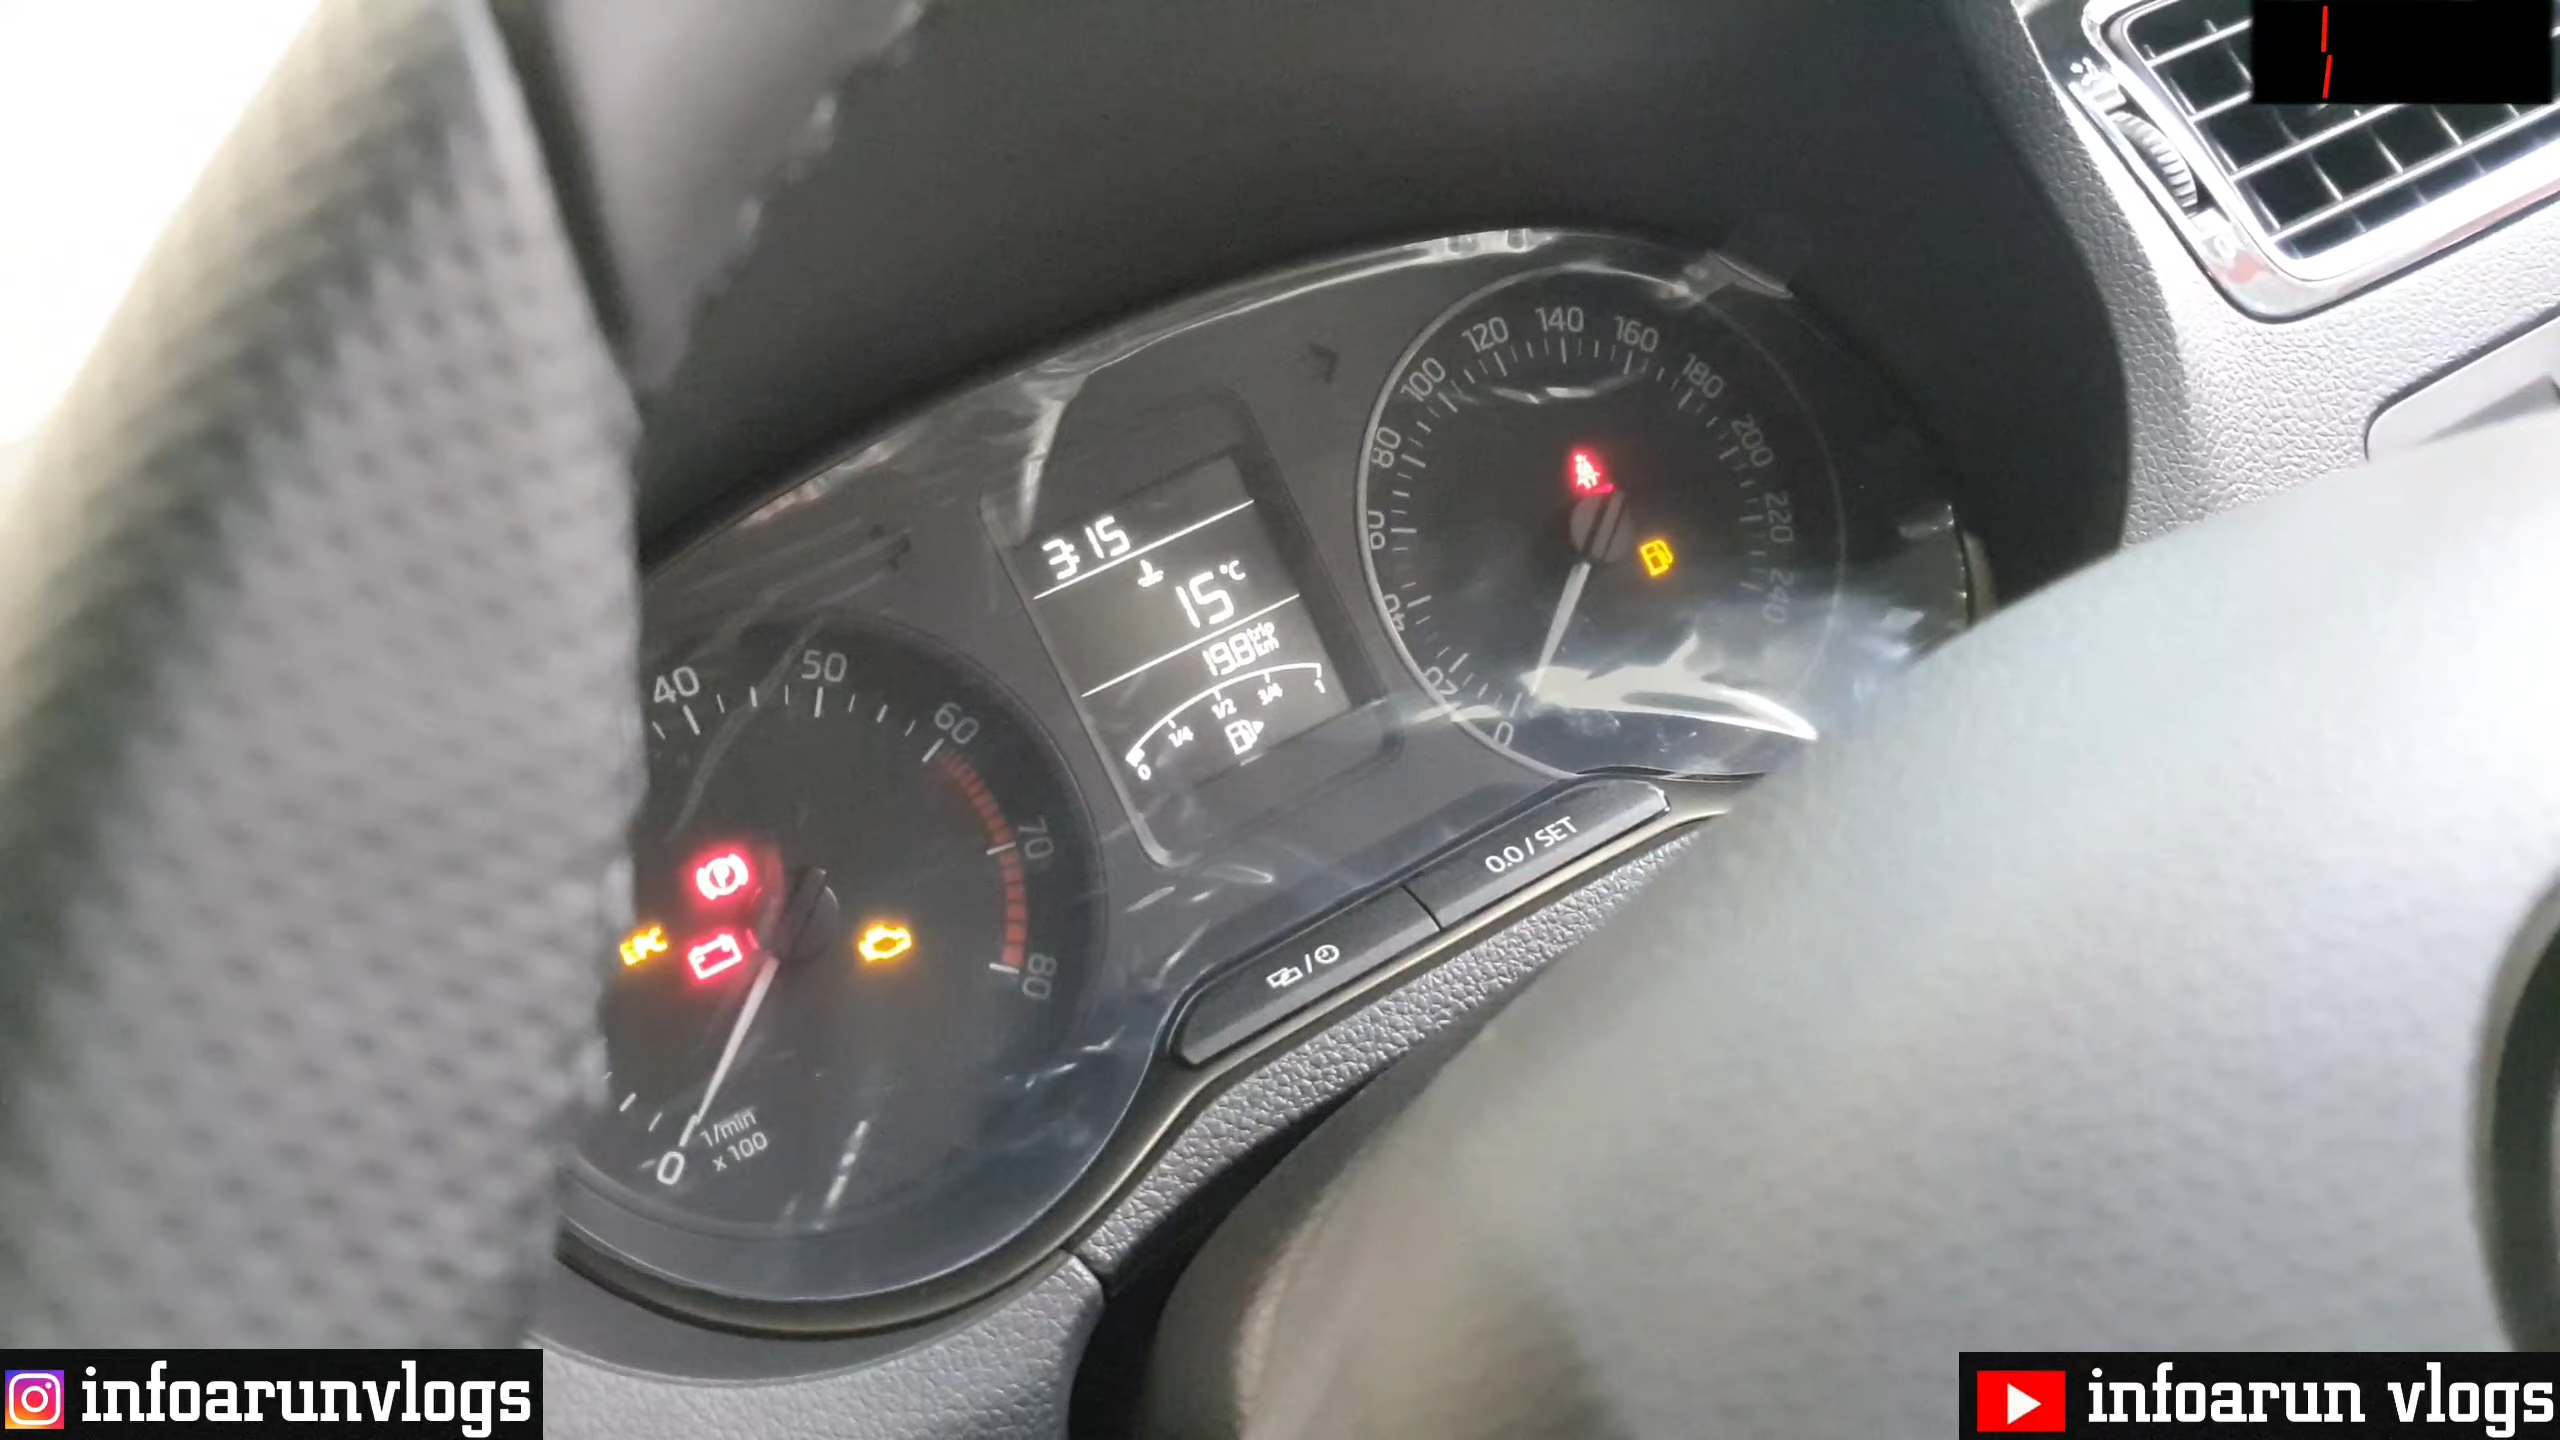 100
120
140
160
180
80
200
60
220
40
240
20
0
3:15
15 °C
19.8 trip km
0 1/4 1/2 3/4 1
40
50
60
70
80
EPC
0
1/min
x 100
0.0 / SET
infoarunvlogs
infoarun vlogs